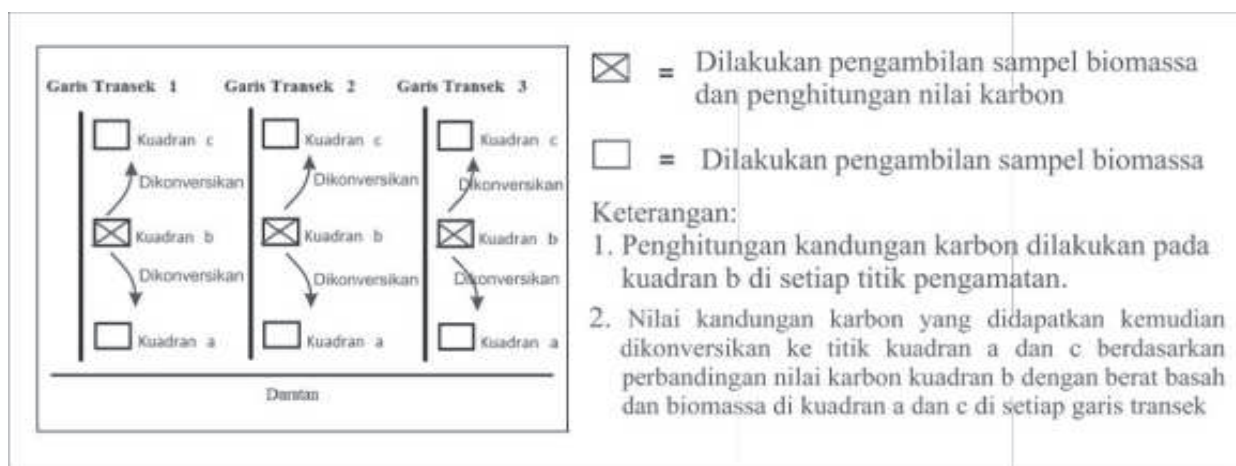 Garis Transek 1 Garis Transek 2 Garis Transek 3
Kuadran c Kuadran c Kuadran c
Dikonversikan Dikonversikan Dikonversikan
Kuadran b Kuadran b Kuadran b
Dikonversikan Dikonversikan Dikonversikan
Kuadran a Kuadran a Kuadran a
Daratan
= Dilakukan pengambilan sampel biomassa
dan penghitungan nilai karbon
= Dilakukan pengambilan sampel biomassa
Keterangan:
1. Penghitungan kandungan karbon dilakukan pada
kuadran b di setiap titik pengamatan.
2. Nilai kandungan karbon yang didapatkan kemudian
dikonversikan ke titik kuadran a dan c berdasarkan
perbandingan nilai karbon kuadran b dengan berat basah
dan biomassa di kuadran a dan c di setiap garis transek